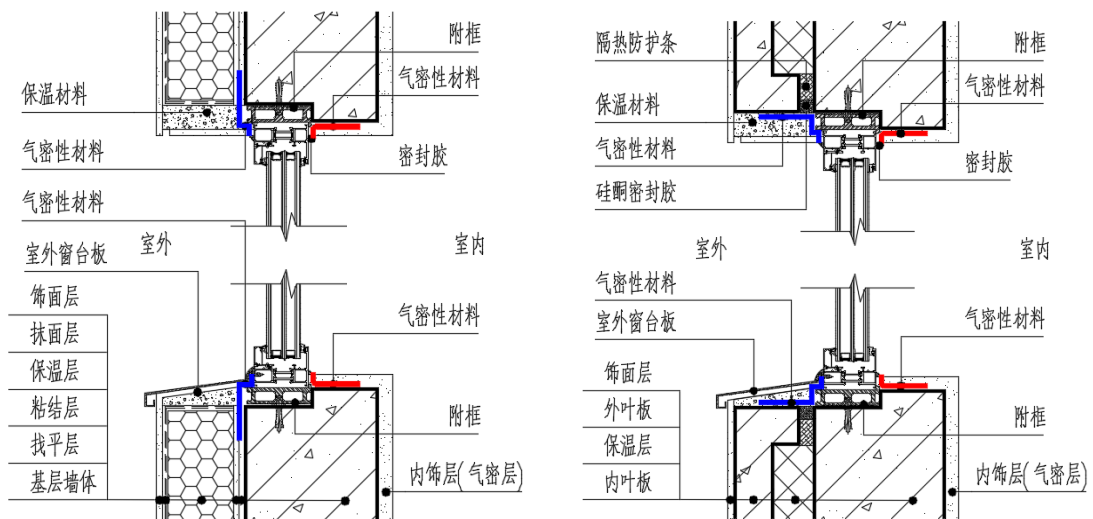 附框
气密性材料
保温材料
气密性材料
密封胶
气密性材料
室外
室内
室外窗台板
饰面层
抹面层
保温层
粘结层
找平层
基层墙体
气密性材料
附框
内饰层(气密层)
隔热防护条
附框
气密性材料
保温材料
气密性材料
密封胶
硅酮密封胶
室外
室内
气密性材料
室外窗台板
气密性材料
饰面层
外叶板
保温层
内叶板
附框
内饰层(气密层)